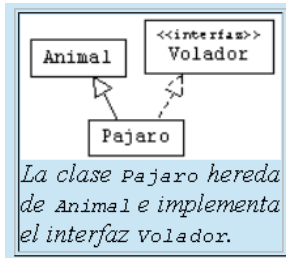 <<interfaz>>
Animal
Volador
Pajaro
La clase Pajaro hereda
de Animal e implementa
el interfaz Volador.